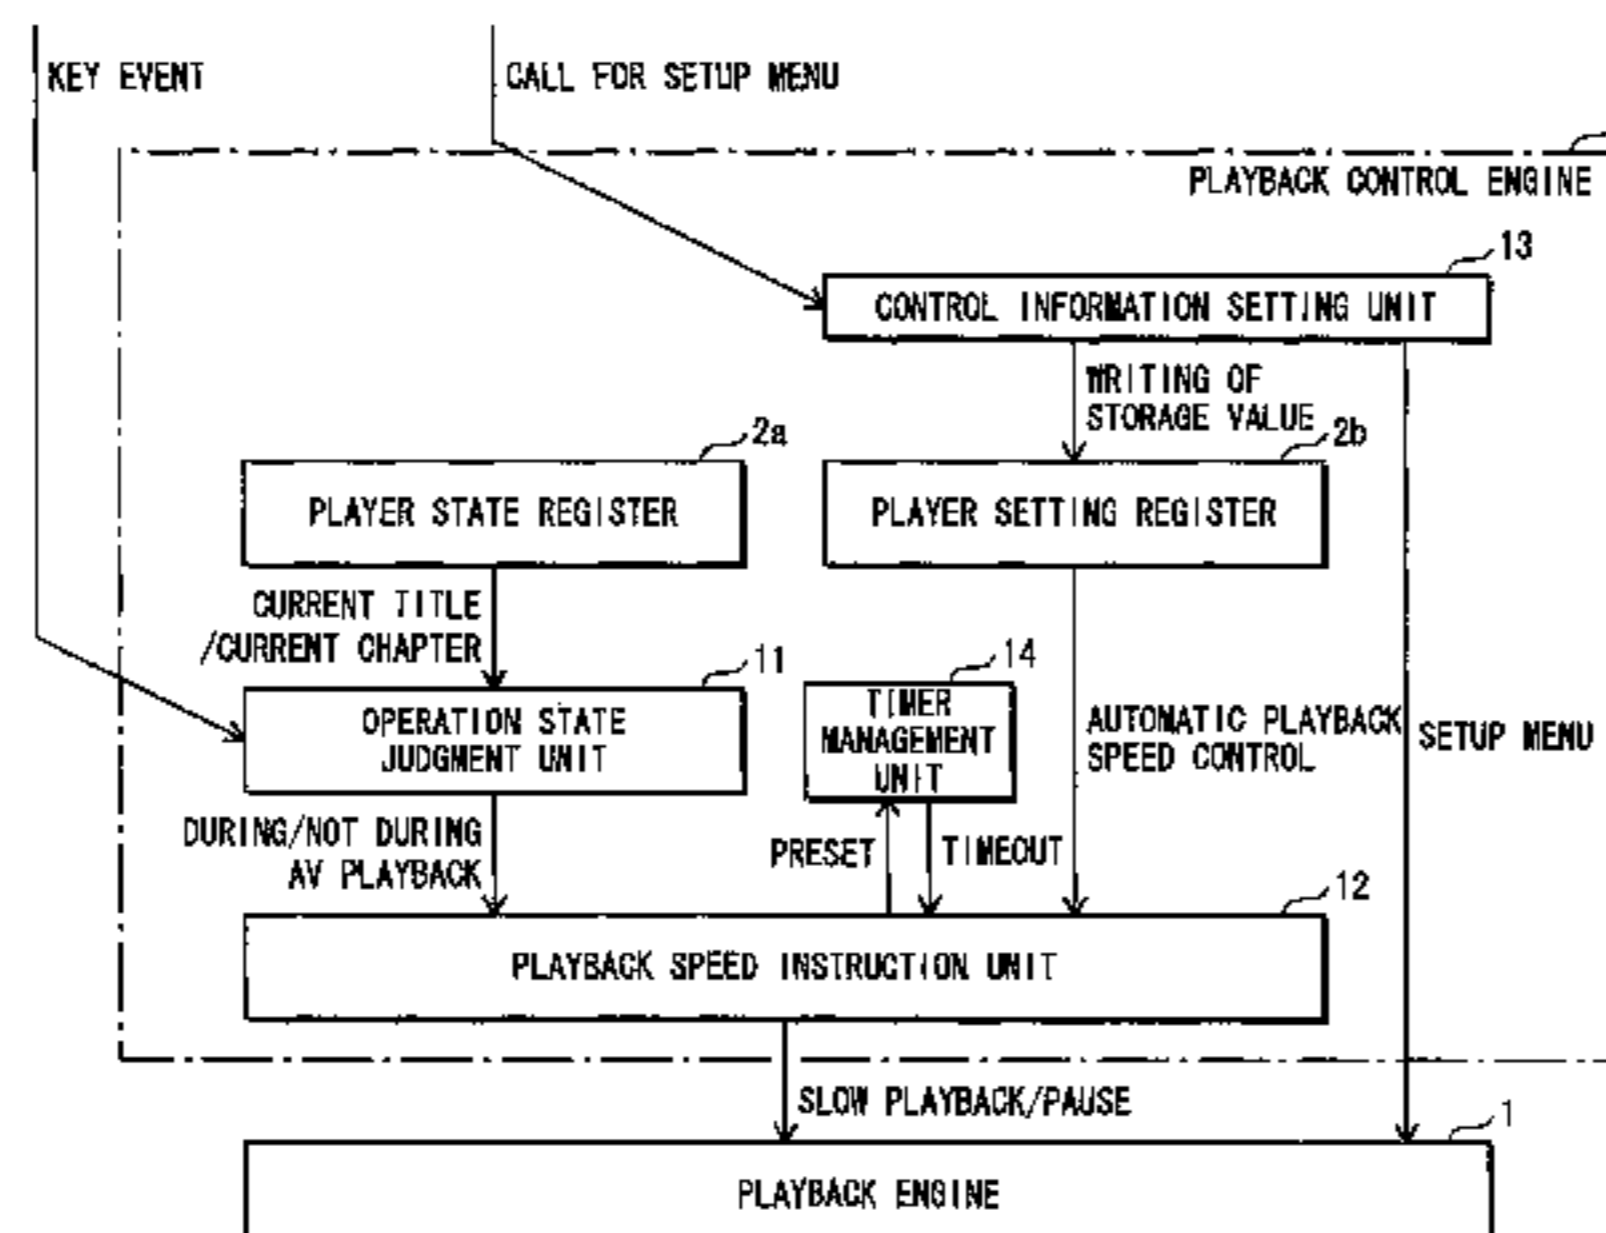 KEY EVENT
CALL FOR SETUP MENU
PLAYBACK CONTROL ENGINE
13
CONTROL INFORMATION SETTING UNIT
WRITING OF
STORAGE VALUE
2a
2b
PLAYER STATE REGISTER
PLAYER SETTING REGISTER
CURRENT TITLE
/CURRENT CHAPTER
11
14
OPERATION STATE
JUDGMENT UNIT
TIMER
MANAGEMENT
UNIT
AUTOMATIC PLAYBACK
SPEED CONTROL
SETUP MENU
DURING/NOT DURING
AV PLAYBACK
PRESET
TIMEOUT
12
PLAYBACK SPEED INSTRUCTION UNIT
SLOW PLAYBACK/PAUSE
1
PLAYBACK ENGINE